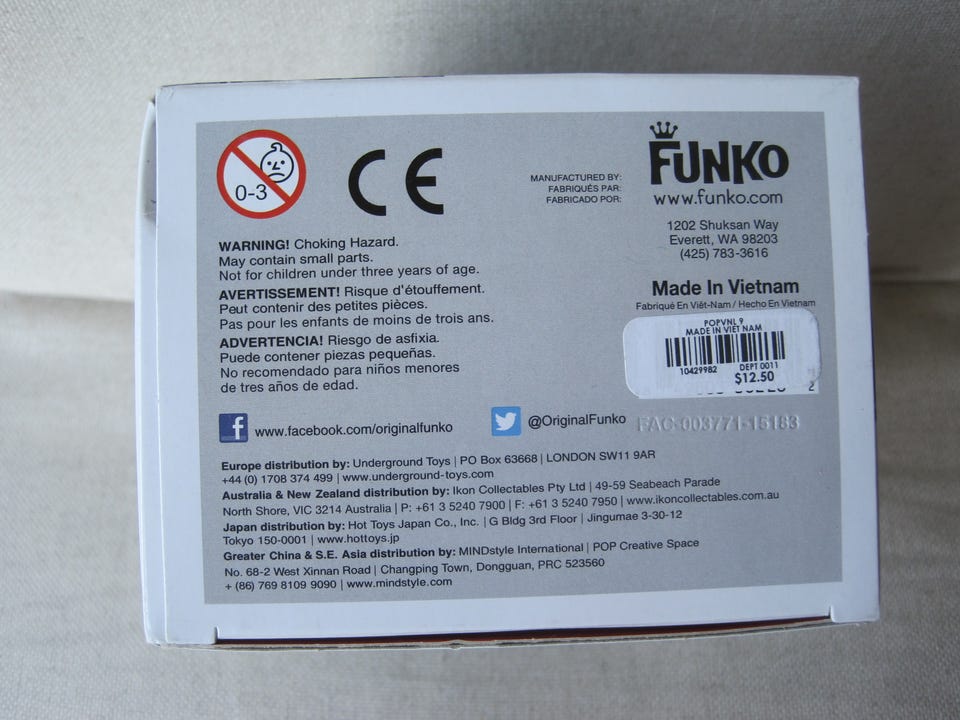 0-3
CE
MANUFACTURED BY:
FABRIQUÉS PAR:
FABRICADO POR:
FUNKO
www.funko.com
1202 Shuksan Way
Everett, WA 98203
(425) 783-3616
WARNING! Choking Hazard.
May contain small parts.
Not for children under three years of age.
AVERTISSEMENT! Risque d'étouffement.
Peut contenir des petites pièces.
Pas pour les enfants de moins de trois ans.
ADVERTENCIA! Riesgo de asfixia.
Puede contener piezas pequeñas.
No recomendado para niños menores
de tres años de edad.
Made In Vietnam
Fabriqué En Viêt-Nam / Hecho En Vietnam
POPVNL 9
MADE IN VIET NAM
10429982 DEPT 0011
$12.50
2
www.facebook.com/originalfunko
@OriginalFunko
FAC-003771-15183
Europe distribution by: Underground Toys | PO Box 63668 | LONDON SW11 9AR
+44 (0) 1708 374 499 | www.underground-toys.com
Australia & New Zealand distribution by: Ikon Collectables Pty Ltd | 49-59 Seabeach Parade
North Shore, VIC 3214 Australia | P: +61 3 5240 7900 | F: +61 3 5240 7950 | www.ikoncollectables.com.au
Japan distribution by: Hot Toys Japan Co., Inc. | G Bldg 3rd Floor | Jingumae 3-30-12
Tokyo 150-0001 | www.hottoys.jp
Greater China & S.E. Asia distribution by: MINDstyle International | POP Creative Space
No. 68-2 West Xinnan Road | Changping Town, Dongguan, PRC 523560
+ (86) 769 8109 9090 | www.mindstyle.com